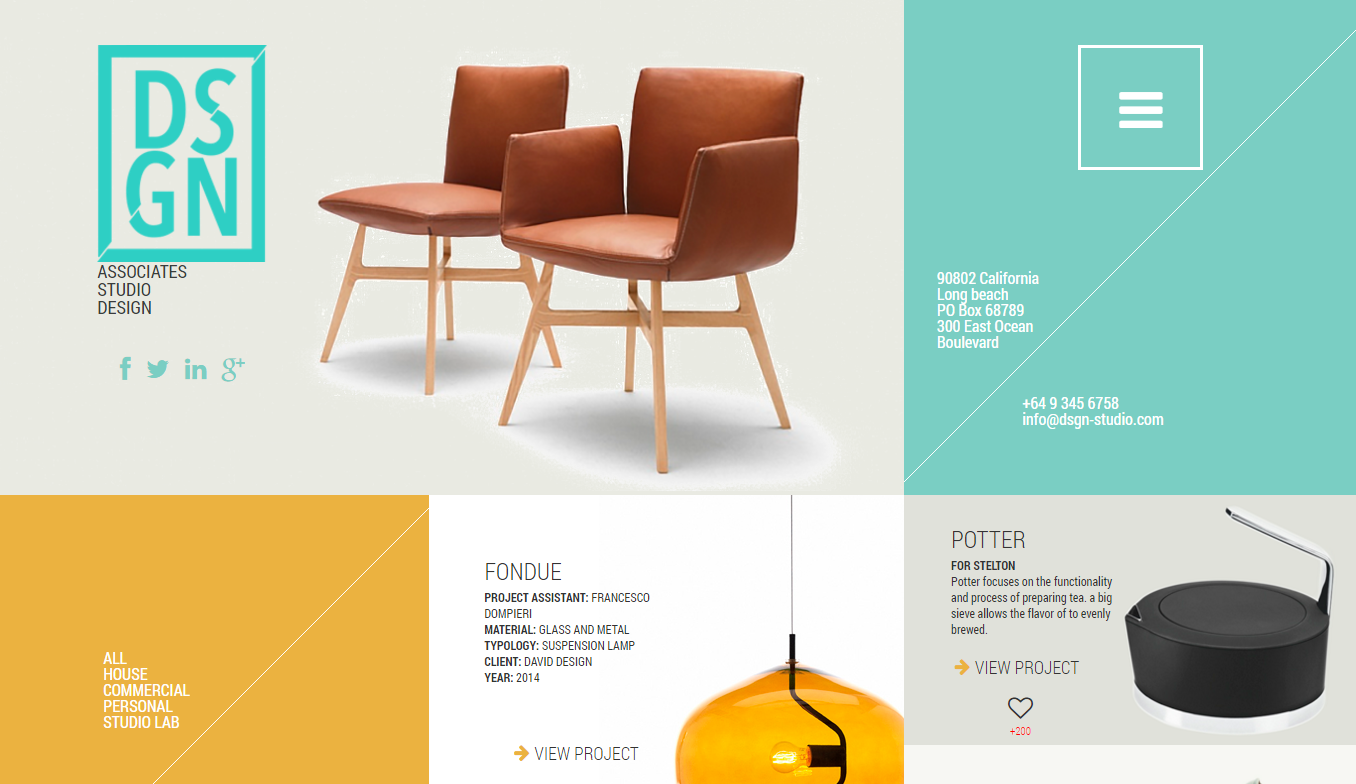 DS
GN
ASSOCIATES
STUDIO
DESIGN
90802 California
Long beach
PO Box 68789
300 East Ocean
Boulevard
+64 9 345 6758
info@dsgn-studio.com
ALL
HOUSE
COMMERCIAL
PERSONAL
STUDIO LAB
FONDUE
PROJECT ASSISTANT: FRANCESCO
DOMPIERI
MATERIAL: GLASS AND METAL
TYPOLOGY: SUSPENSION LAMP
CLIENT: DAVID DESIGN
YEAR: 2014
VIEW PROJECT
POTTER
FOR STELTON
Potter focuses on the functionality
and process of preparing tea. a big
sieve allows the flavor of to evenly
brewed.
VIEW PROJECT
+200